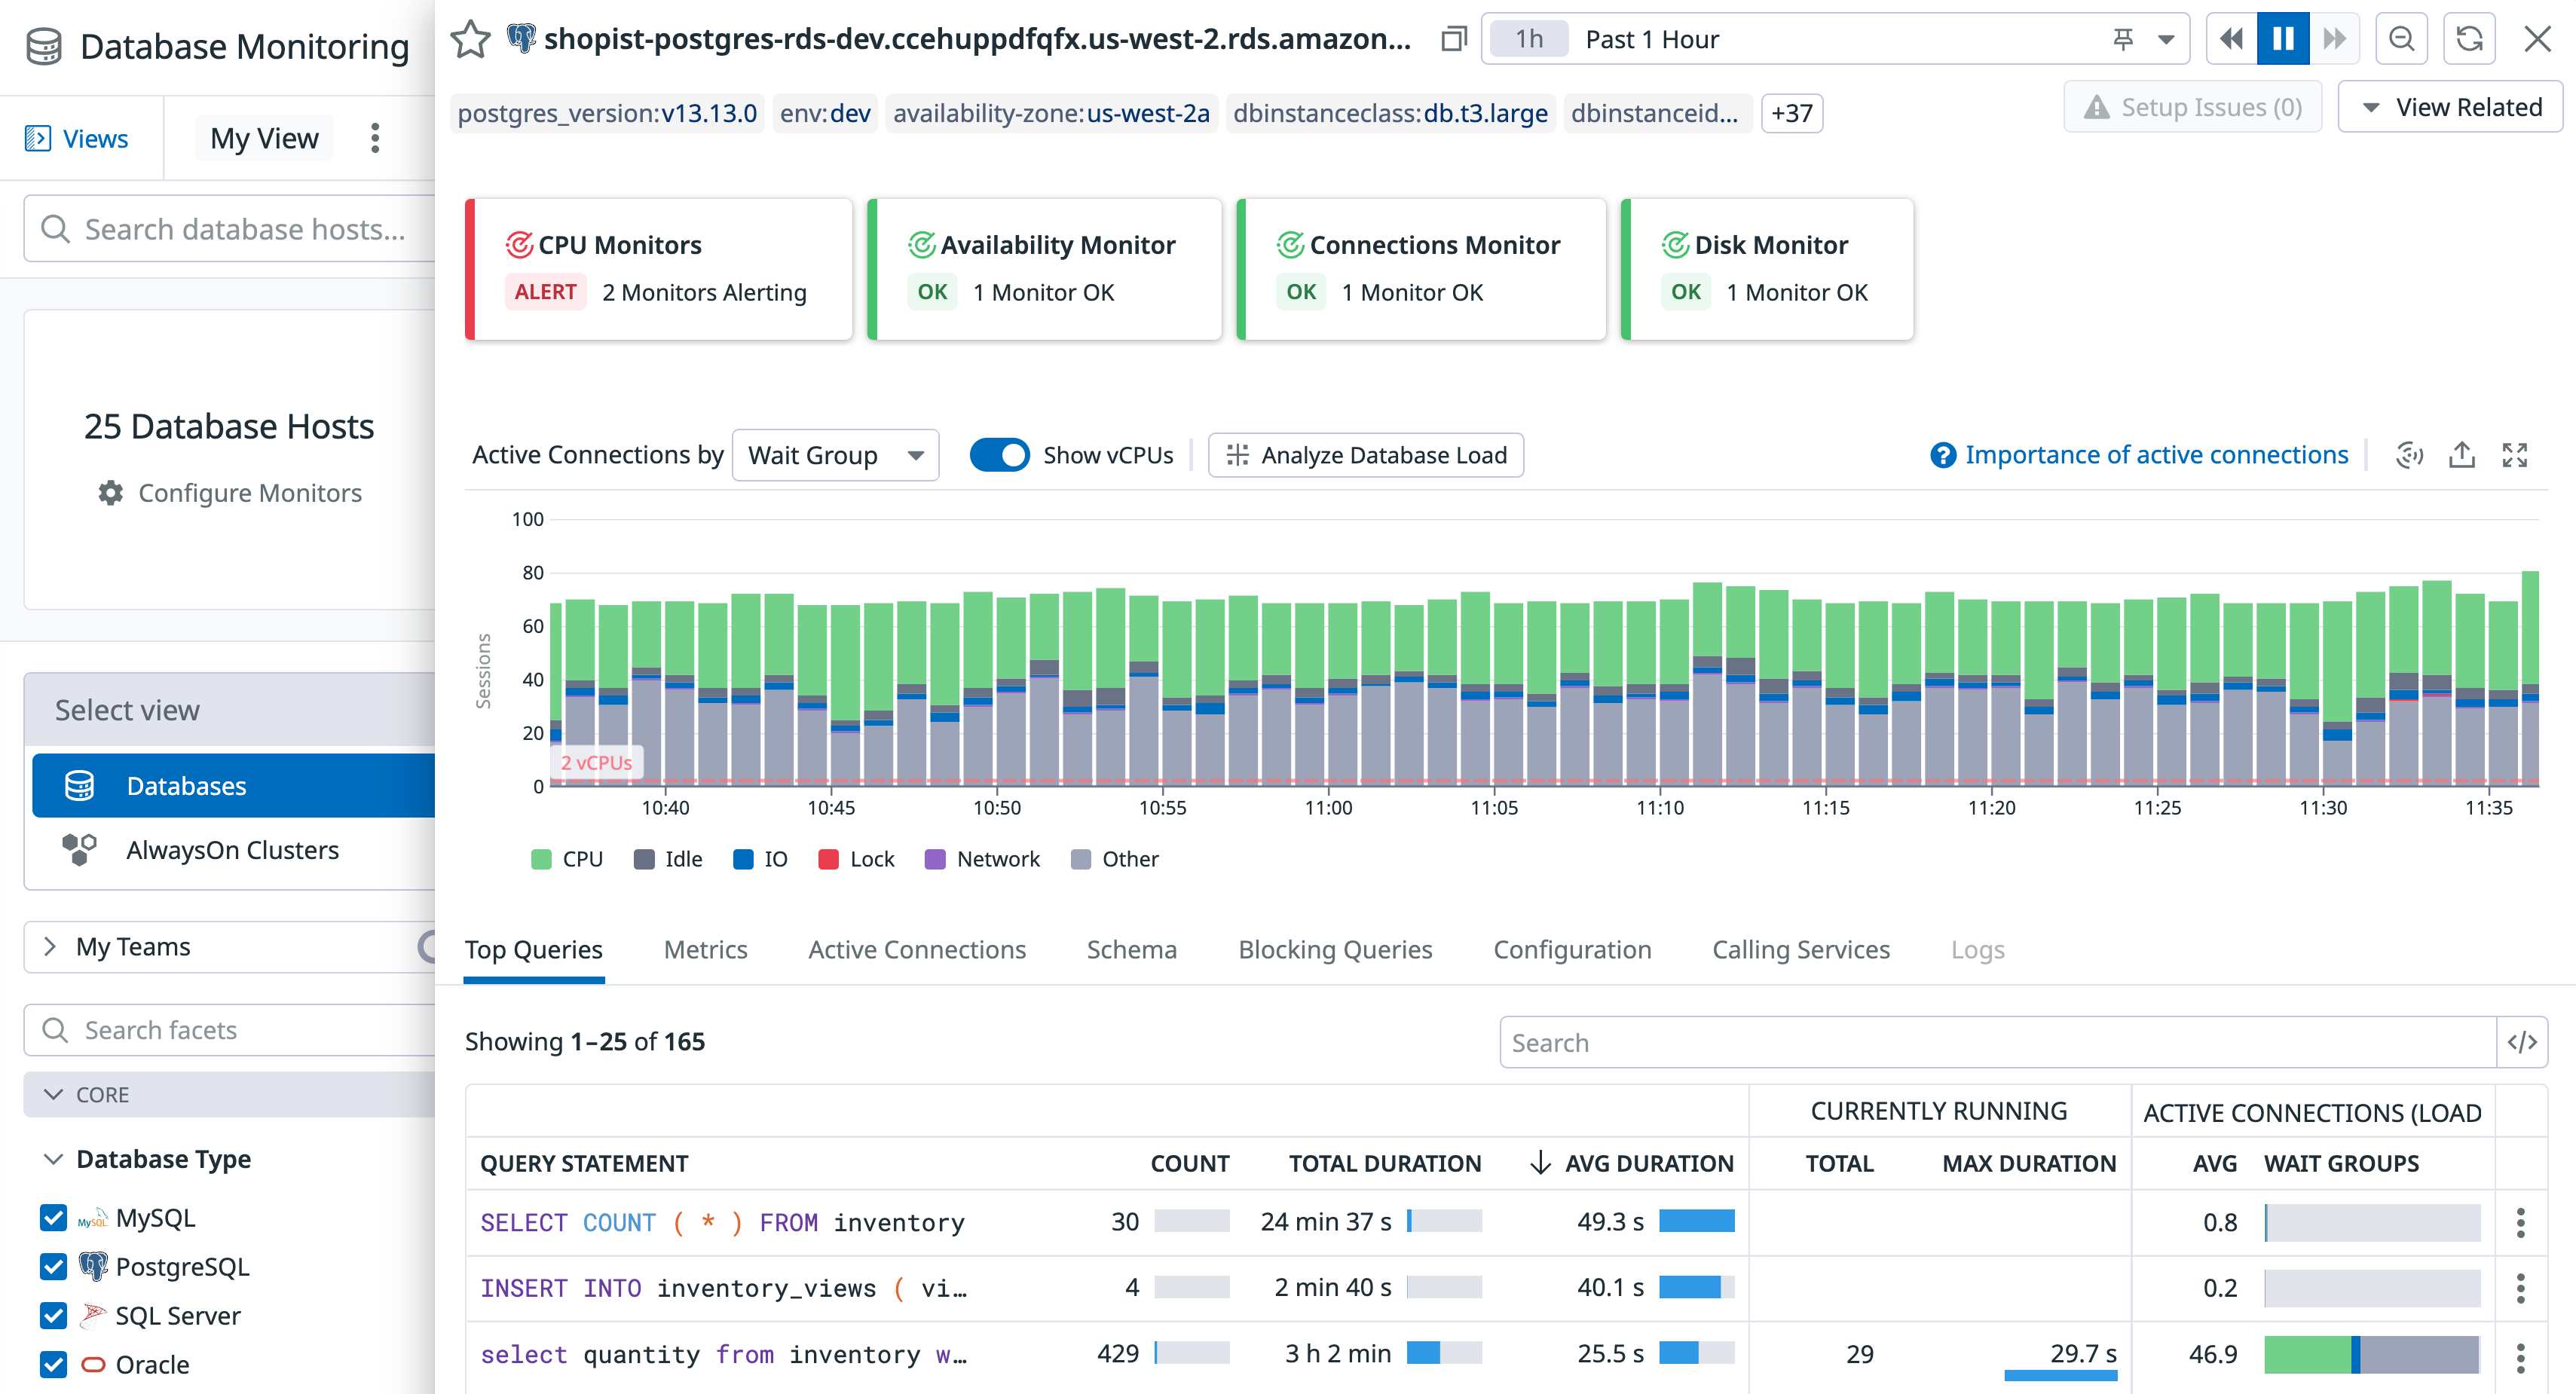 Database Monitoring
Views
My View
Search database hosts...
25 Database Hosts
Configure Monitors
Select view
Databases
AlwaysOn Clusters
My Teams
Search facets
CORE
Database Type
MySQL
PostgreSQL
SQL Server
Oracle
shopist-postgres-rds-dev.ccehuppdfqfx.us-west-2.rds.amazon...
1h Past 1 Hour
postgres_version:v13.13.0 env:dev availability-zone:us-west-2a dbinstanceclass:db.t3.large dbinstanceid... +37
Setup Issues (0)
View Related
CPU Monitors
ALERT 2 Monitors Alerting
Availability Monitor
OK 1 Monitor OK
Connections Monitor
OK 1 Monitor OK
Disk Monitor
OK 1 Monitor OK
Active Connections by Wait Group Show vCPUs Analyze Database Load Importance of active connections
Sessions
100
80
60
40
20
0
2 vCPUs
10:40 10:45 10:50 10:55 11:00 11:05 11:10 11:15 11:20 11:25 11:30 11:35
CPU Idle IO Lock Network Other
Top Queries Metrics Active Connections Schema Blocking Queries Configuration Calling Services Logs
Showing 1–25 of 165
Search </>
CURRENTLY RUNNING ACTIVE CONNECTIONS (LOAD
QUERY STATEMENT COUNT TOTAL DURATION AVG DURATION TOTAL MAX DURATION AVG WAIT GROUPS
SELECT COUNT ( * ) FROM inventory 30 24 min 37 s 49.3 s 0.8
INSERT INTO inventory_views ( vi... 4 2 min 40 s 40.1 s 0.2
select quantity from inventory w... 429 3 h 2 min 25.5 s 29 29.7 s 46.9